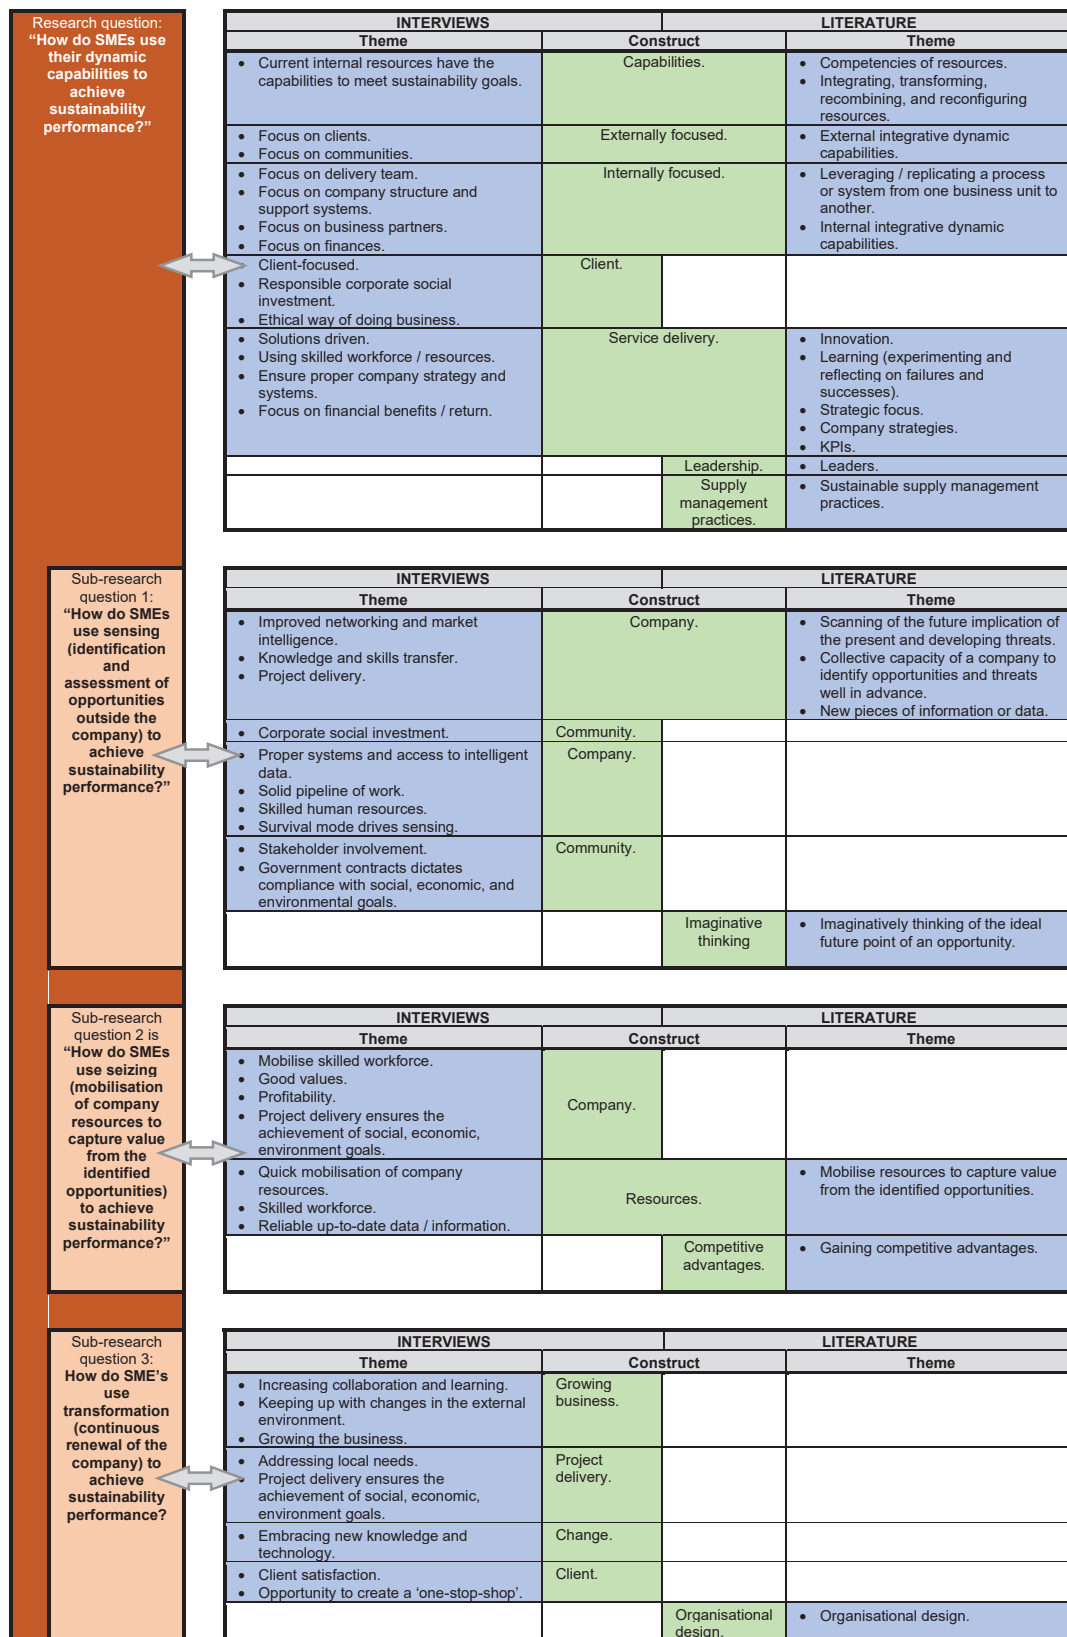 Research question:
“How do SMEs use
their dynamic
capabilities to
achieve
sustainability
performance?”
INTERVIEWS
LITERATURE
Theme
Construct
Theme
• Current internal resources have the
capabilities to meet sustainability goals.
Capabilities.
• Competencies of resources.
• Integrating, transforming,
recombining, and reconfiguring
resources.
• Focus on clients.
• Focus on communities.
Externally focused.
• External integrative dynamic
capabilities.
• Focus on delivery team.
• Focus on company structure and
support systems.
• Focus on business partners.
• Focus on finances.
Internally focused.
• Leveraging / replicating a process
or system from one business unit to
another.
• Internal integrative dynamic
capabilities.
• Client-focused.
• Responsible corporate social
investment.
• Ethical way of doing business.
Client.
• Solutions driven.
• Using skilled workforce / resources.
• Ensure proper company strategy and
systems.
• Focus on financial benefits / return.
Service delivery.
• Innovation.
• Learning (experimenting and
reflecting on failures and
successes).
• Strategic focus.
• Company strategies.
• KPIs.
Leadership.
• Leaders.
Supply
management
practices.
• Sustainable supply management
practices.
Sub-research
question 1:
“How do SMEs
use sensing
(identification
and
assessment of
opportunities
outside the
company) to
achieve
sustainability
performance?”
INTERVIEWS
LITERATURE
Theme
Construct
Theme
• Improved networking and market
intelligence.
• Knowledge and skills transfer.
• Project delivery.
Company.
• Scanning of the future implication of
the present and developing threats.
• Collective capacity of a company to
identify opportunities and threats
well in advance.
• New pieces of information or data.
• Corporate social investment.
Community.
• Proper systems and access to intelligent
data.
• Solid pipeline of work.
• Skilled human resources.
• Survival mode drives sensing.
Company.
• Stakeholder involvement.
• Government contracts dictates
compliance with social, economic, and
environmental goals.
Community.
Imaginative
thinking
• Imaginatively thinking of the ideal
future point of an opportunity.
Sub-research
question 2 is
“How do SMEs
use seizing
(mobilisation
of company
resources to
capture value
from the
identified
opportunities)
to achieve
sustainability
performance?”
INTERVIEWS
LITERATURE
Theme
Construct
Theme
• Mobilise skilled workforce.
• Good values.
• Profitability.
• Project delivery ensures the
achievement of social, economic,
environment goals.
Company.
• Quick mobilisation of company
resources.
• Skilled workforce.
• Reliable up-to-date data / information.
Resources.
• Mobilise resources to capture value
from the identified opportunities.
Competitive
advantages.
• Gaining competitive advantages.
Sub-research
question 3:
How do SME’s
use
transformation
(continuous
renewal of the
company) to
achieve
sustainability
performance?
INTERVIEWS
LITERATURE
Theme
Construct
Theme
• Increasing collaboration and learning.
• Keeping up with changes in the external
environment.
• Growing the business.
Growing
business.
• Addressing local needs.
• Project delivery ensures the
achievement of social, economic,
environment goals.
Project
delivery.
• Embracing new knowledge and
technology.
Change.
• Client satisfaction.
• Opportunity to create a ‘one-stop-shop’.
Client.
Organisational
design.
• Organisational design.